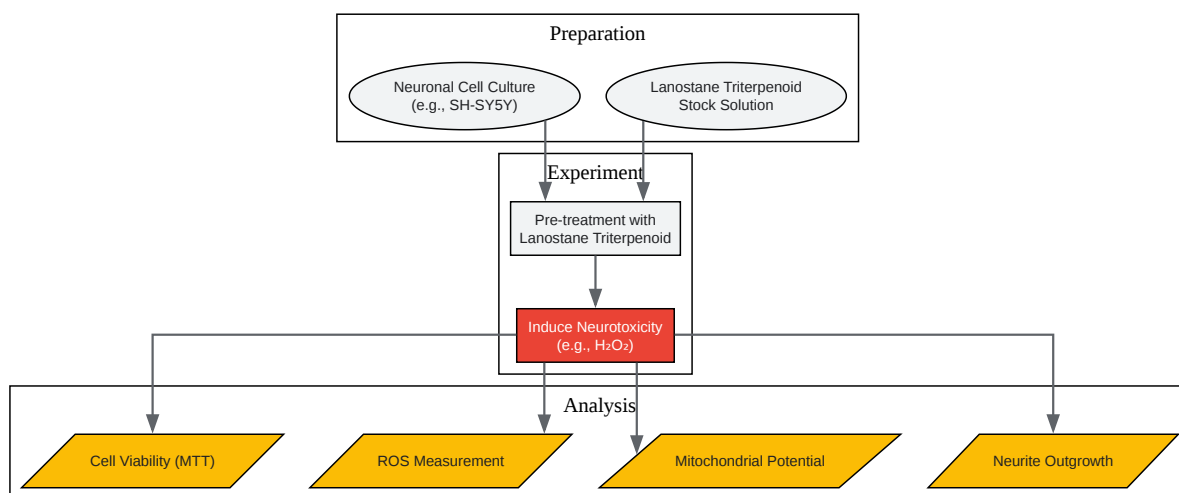 Preparation
Neuronal Cell Culture
(e.g., SH-SY5Y)
Lanostane Triterpenoid
Stock Solution
Experiment
Pre-treatment with
Lanostane Triterpenoid
Induce Neurotoxicity
(e.g., H₂O₂)
Analysis
Cell Viability (MTT)
ROS Measurement
Mitochondrial Potential
Neurite Outgrowth